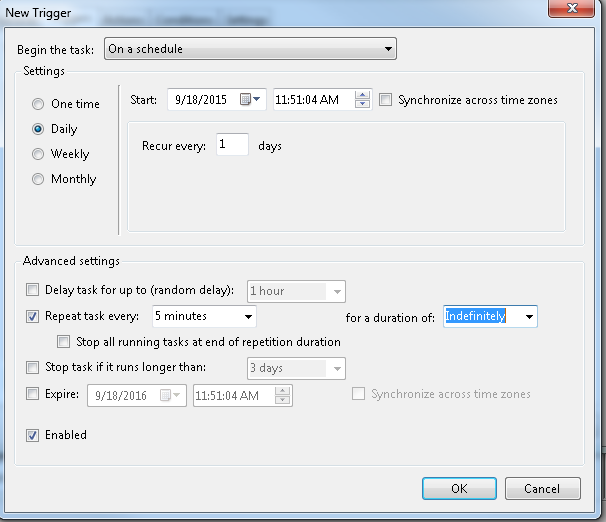 New Trigger
Begin the task: On a schedule
Settings
One time
Daily
Weekly
Monthly
Start: 9/18/2015 11:51:04 AM Synchronize across time zones
Recur every: 1 days
Advanced settings
Delay task for up to (random delay): 1 hour
Repeat task every: 5 minutes for a duration of: Indefinitely
Stop all running tasks at end of repetition duration
Stop task if it runs longer than: 3 days
Expire: 9/18/2016 11:51:04 AM Synchronize across time zones
Enabled
OK Cancel